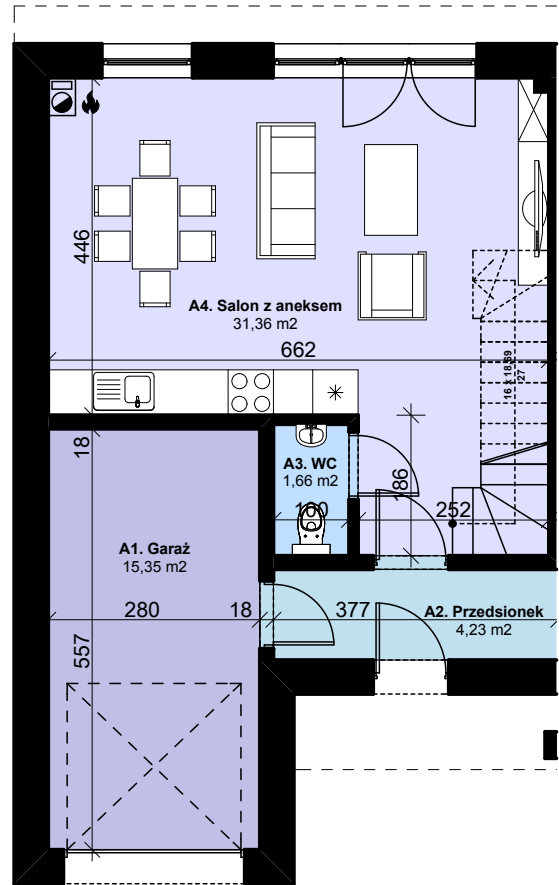 446
A4. Salon z aneksem
31,36 m2
662
16 x 18,69
27
18
A3. WC
1,66 m2
186
100
252
A1. Garaż
15,35 m2
280
18
377
A2. Przedsionek
4,23 m2
557